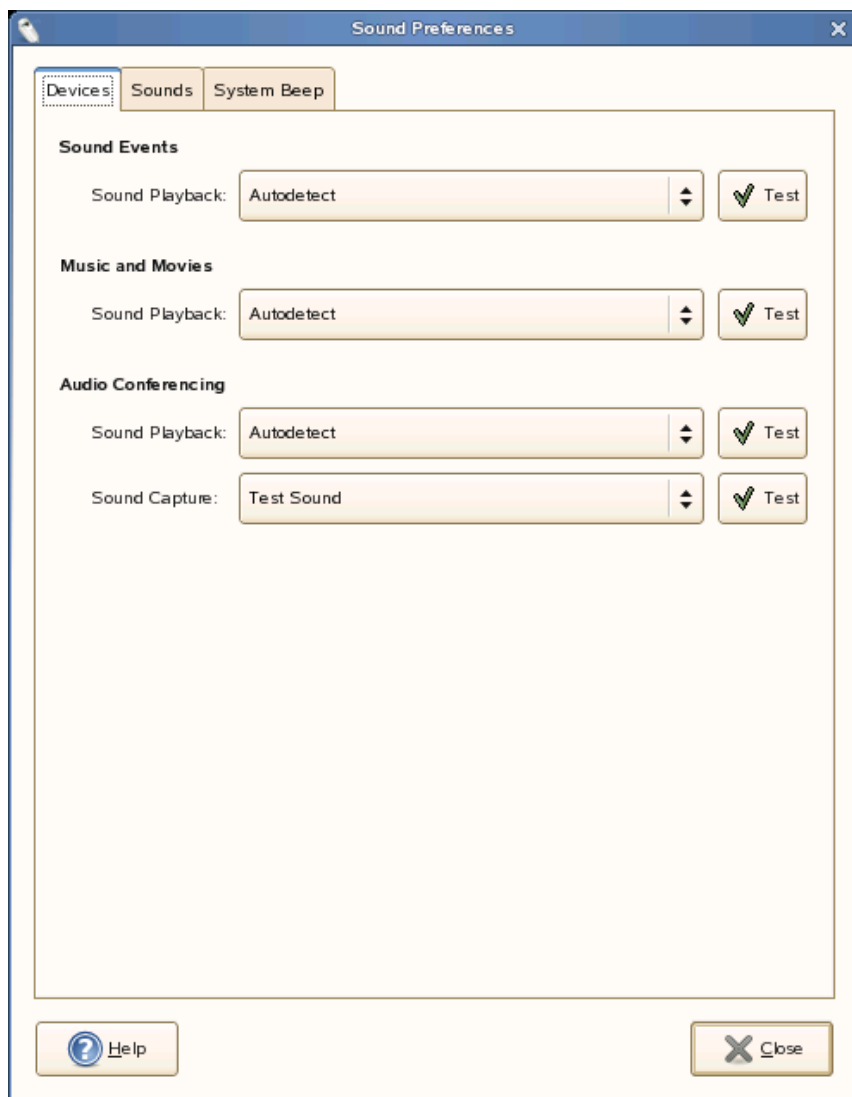 Sound Preferences
Devices Sounds System Beep
Sound Events
Sound Playback: Autodetect Test
Music and Movies
Sound Playback: Autodetect Test
Audio Conferencing
Sound Playback: Autodetect Test
Sound Capture: Test Sound Test
Help Close